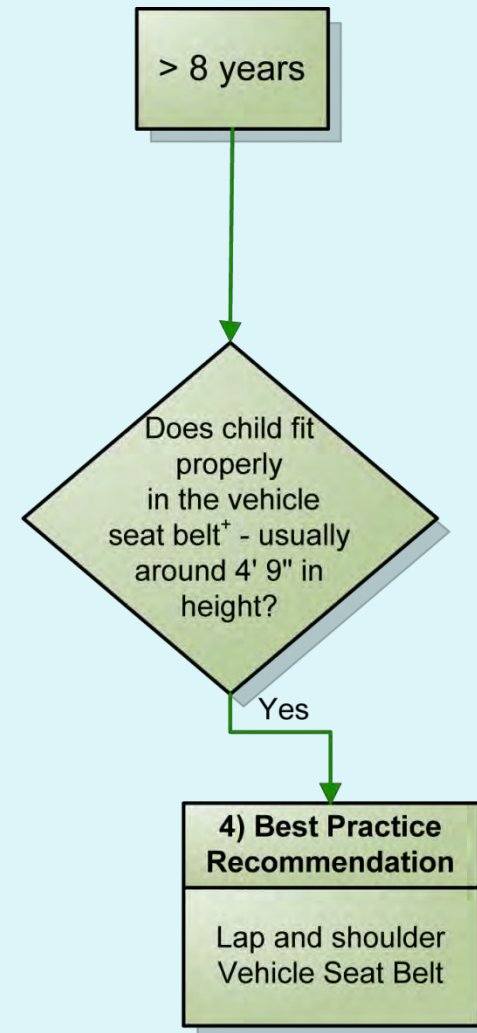 > 8 years
Does child fit
properly
in the vehicle
seat belt⁺ - usually
around 4' 9" in
height?
Yes
4) Best Practice
Recommendation
Lap and shoulder
Vehicle Seat Belt